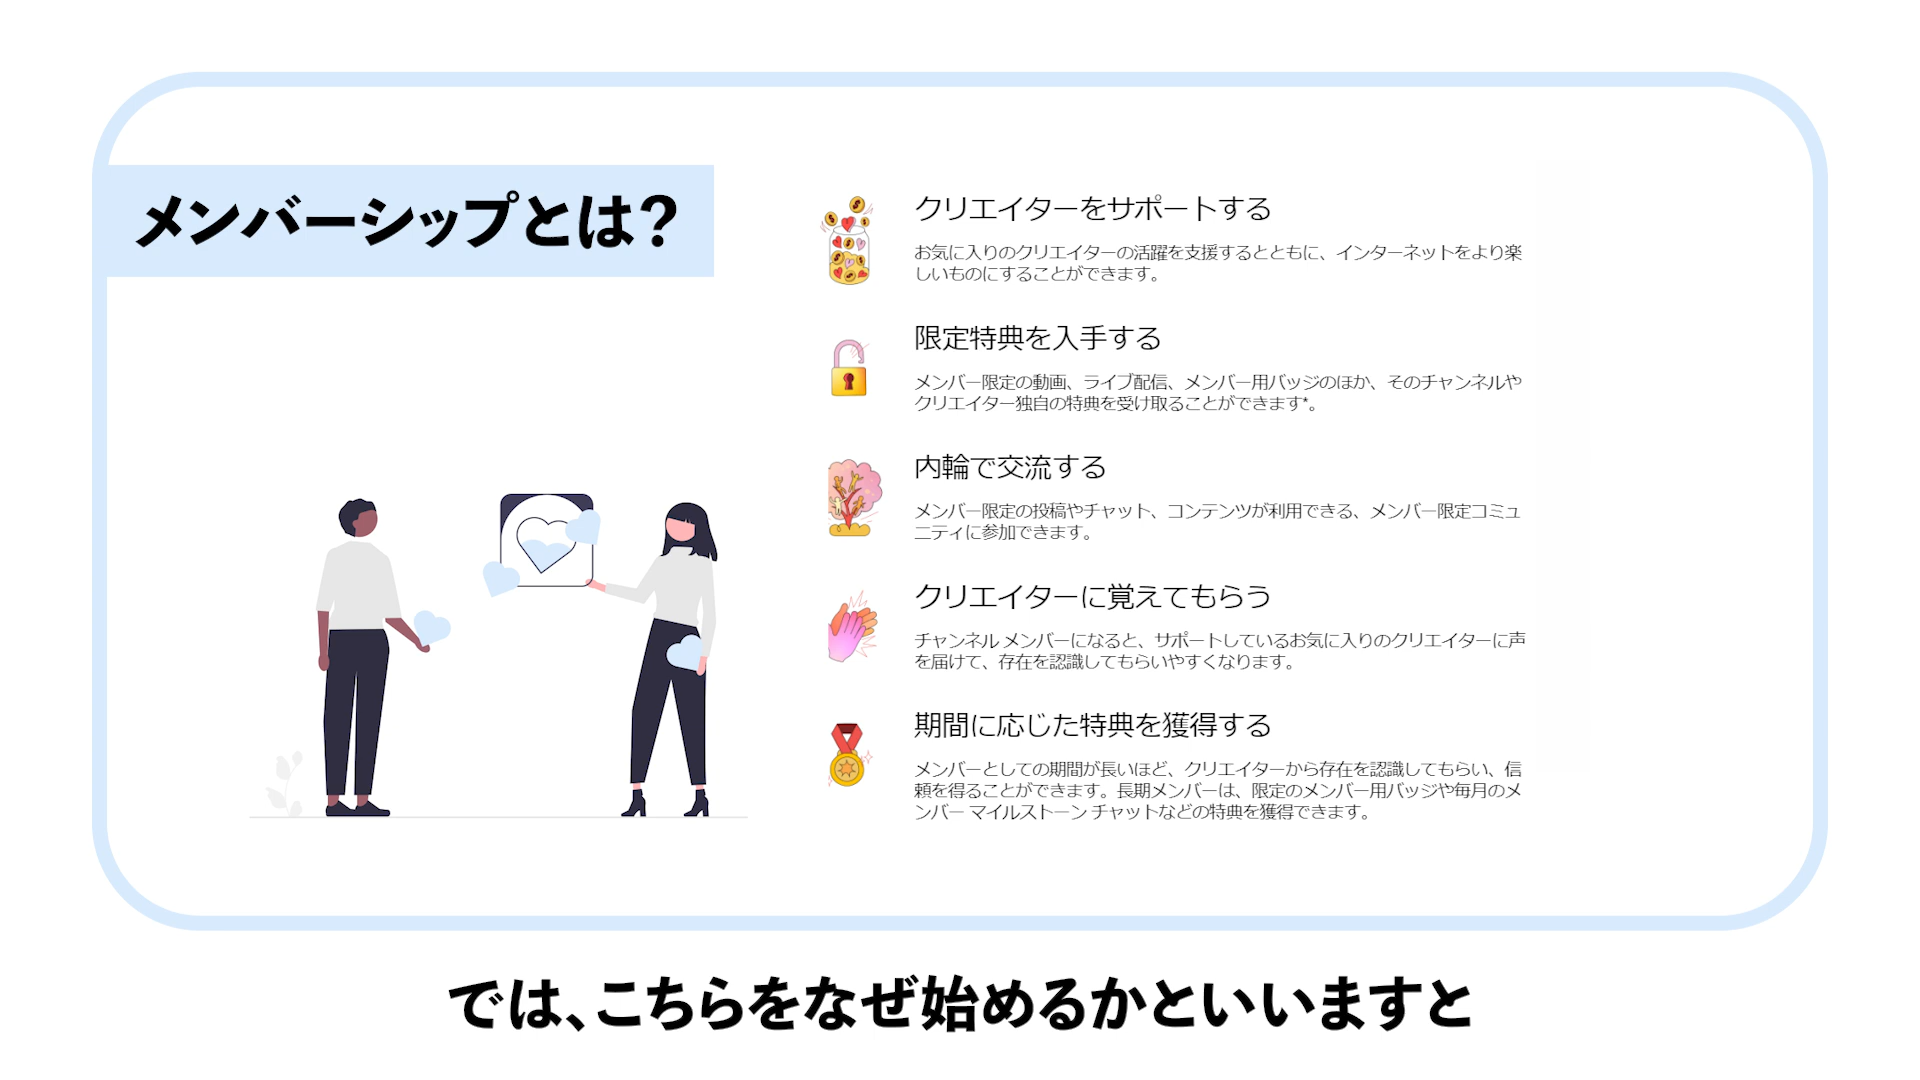 メンバーシップとは?
クリエイターをサポートする
お気に入りのクリエイターの活躍を支援するとともに、インターネットをより楽
しいものにすることができます。
限定特典を入手する
メンバー限定の動画、ライブ配信、メンバー用バッジのほか、そのチャンネルや
クリエイター独自の特典を受け取ることができます*。
内輪で交流する
メンバー限定の投稿やチャット、コンテンツが利用できる、メンバー限定コミュ
ニティに参加できます。
クリエイターに覚えてもらう
チャンネル メンバーになると、サポートしているお気に入りのクリエイターに声
を届けて、存在を認識してもらいやすくなります。
期間に応じた特典を獲得する
メンバーとしての期間が長いほど、クリエイターから存在を認識してもらい、信
頼を得ることができます。長期メンバーは、限定のメンバー用バッジや毎月のメ
ンバー マイルストーン チャットなどの特典を獲得できます。
では、こちらをなぜ始めるかといいますと